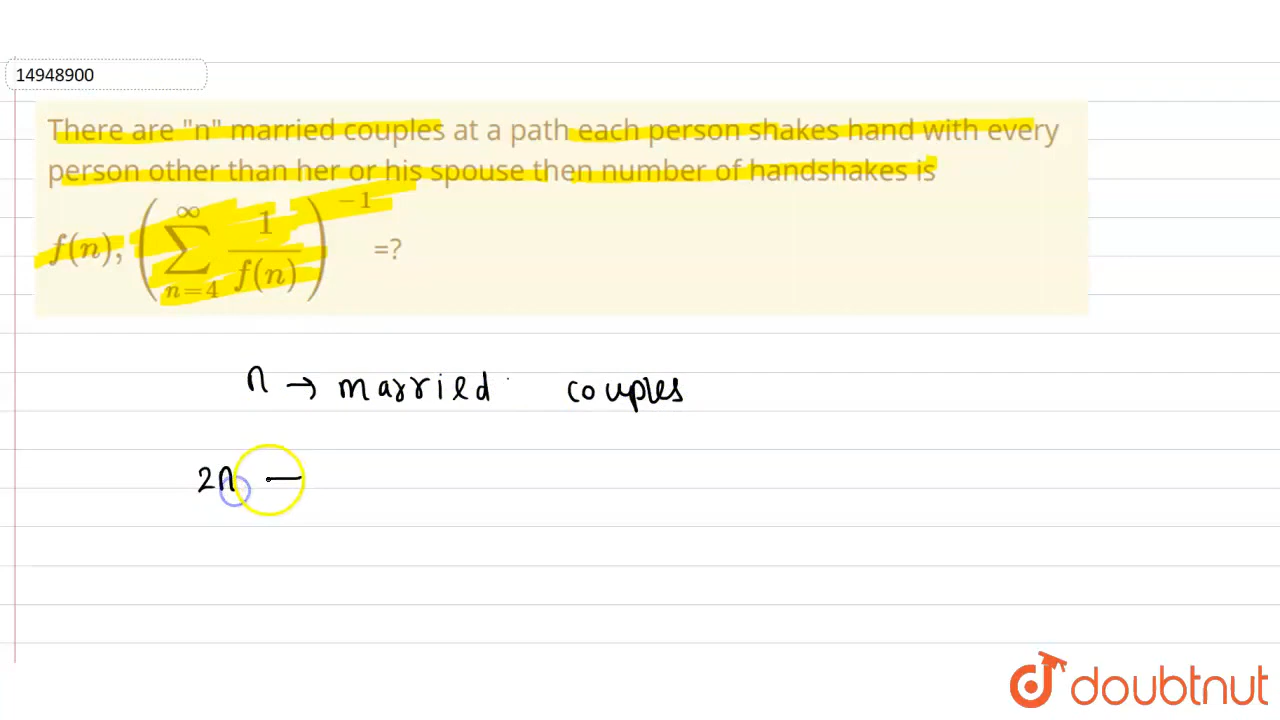 14948900
There are "n" married couples at a path each person shakes hand with every
person other than her or his spouse then number of handshakes is
f(n), (∑_{n=4}^{∞} 1/f(n))^{-1} =?
n → married couples
2n —
doubtnut